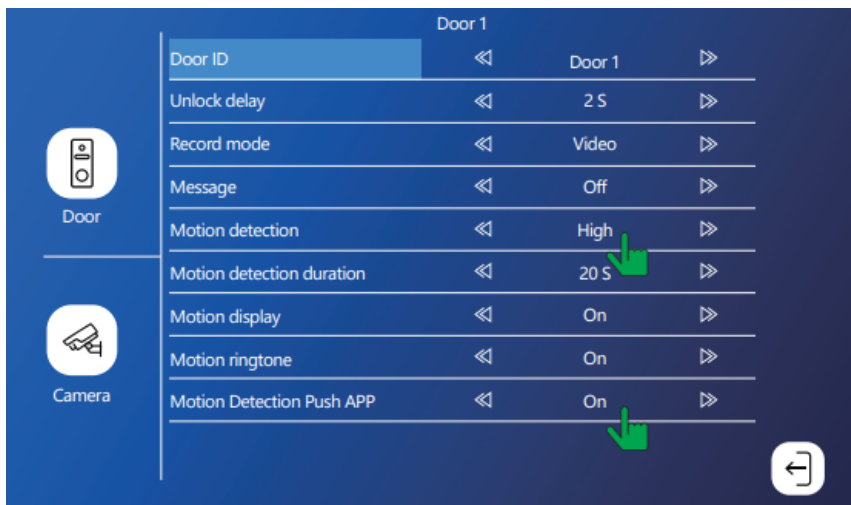 Door 1
Door ID Door 1
Unlock delay 2 S
Record mode Video
Message Off
Door
Motion detection High
Motion detection duration 20 S
Motion display On
Motion ringtone On
Camera
Motion Detection Push APP On